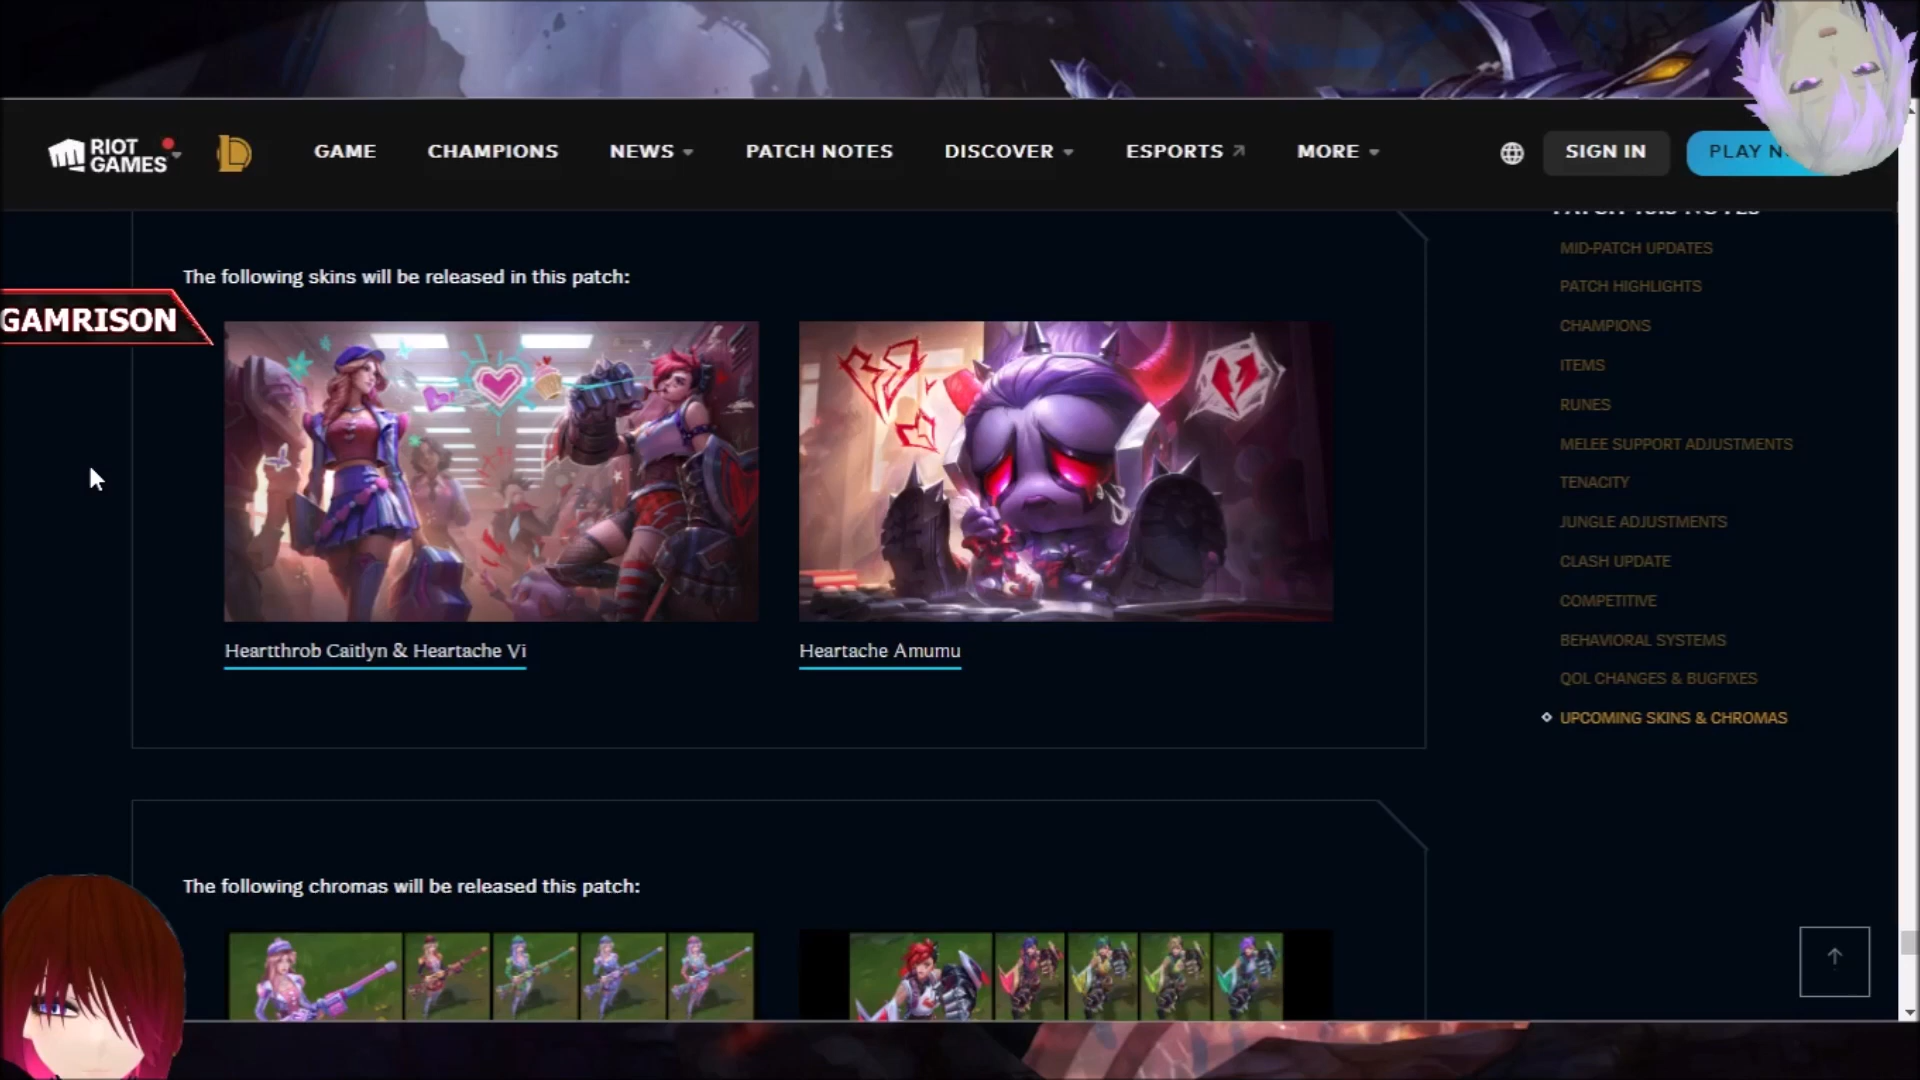 RIOT
GAMES
GAME
CHAMPIONS
NEWS
PATCH NOTES
DISCOVER
ESPORTS
MORE
SIGN IN
PLAY
The following skins will be released in this patch:
GAMRISON
Heartthrob Caitlyn & Heartache Vi
Heartache Amumu
The following chromas will be released this patch:
NOTES
MID-PATCH UPDATES
PATCH HIGHLIGHTS
CHAMPIONS
ITEMS
RUNES
MELEE SUPPORT ADJUSTMENTS
TENACITY
JUNGLE ADJUSTMENTS
CLASH UPDATE
COMPETITIVE
BEHAVIORAL SYSTEMS
QOL CHANGES & BUGFIXES
UPCOMING SKINS & CHROMAS